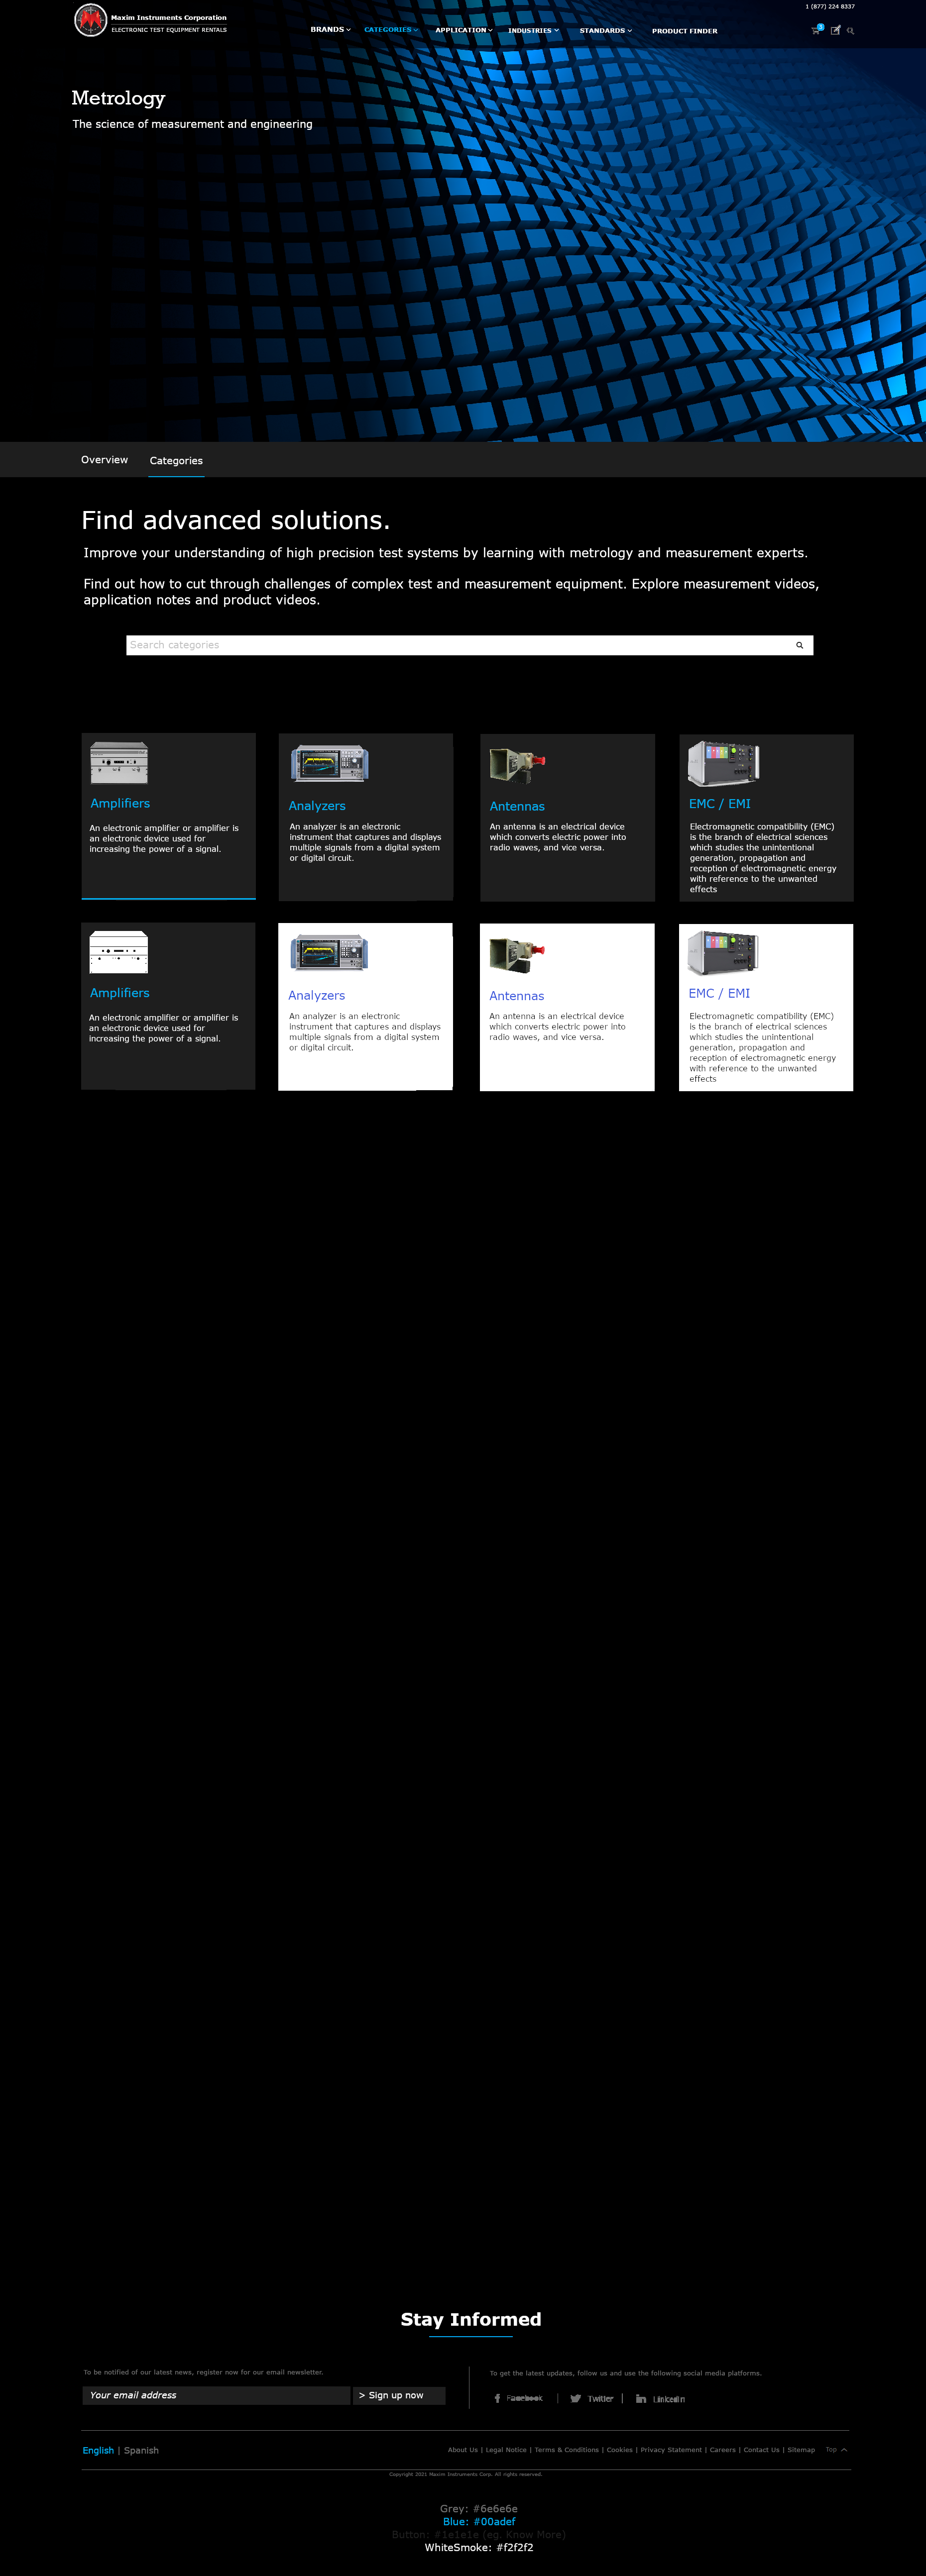 1 (877) 224 8337
Maxim Instruments Corporation
ELECTRONIC TEST EQUIPMENT RENTALS
BRANDS
CATEGORIES
APPLICATION
INDUSTRIES
STANDARDS
PRODUCT FINDER
Metrology
The science of measurement and engineering
Overview
Categories
Find advanced solutions.
Improve your understanding of high precision test systems by learning with metrology and measurement experts.
Find out how to cut through challenges of complex test and measurement equipment. Explore measurement videos,
application notes and product videos.
Search categories
Amplifiers
An electronic amplifier or amplifier is
an electronic device used for
increasing the power of a signal.
Analyzers
An analyzer is an electronic
instrument that captures and displays
multiple signals from a digital system
or digital circuit.
Antennas
An antenna is an electrical device
which converts electric power into
radio waves, and vice versa.
EMC / EMI
Electromagnetic compatibility (EMC)
is the branch of electrical sciences
which studies the unintentional
generation, propagation and
reception of electromagnetic energy
with reference to the unwanted
effects
Amplifiers
An electronic amplifier or amplifier is
an electronic device used for
increasing the power of a signal.
Analyzers
An analyzer is an electronic
instrument that captures and displays
multiple signals from a digital system
or digital circuit.
Antennas
An antenna is an electrical device
which converts electric power into
radio waves, and vice versa.
EMC / EMI
Electromagnetic compatibility (EMC)
is the branch of electrical sciences
which studies the unintentional
generation, propagation and
reception of electromagnetic energy
with reference to the unwanted
effects
Stay Informed
To be notified of our latest news, register now for our email newsletter.
Your email address
> Sign up now
To get the latest updates, follow us and use the following social media platforms.
Facebook
Twitter
LinkedIn
English | Spanish
About Us | Legal Notice | Terms & Conditions | Cookies | Privacy Statement | Careers | Contact Us | Sitemap
Top
Copyright 2021 Maxim Instruments Corp. All rights reserved.
Grey: #6e6e6e
Blue: #00adef
Button: #1e1e1e (eg. Know More)
WhiteSmoke: #f2f2f2